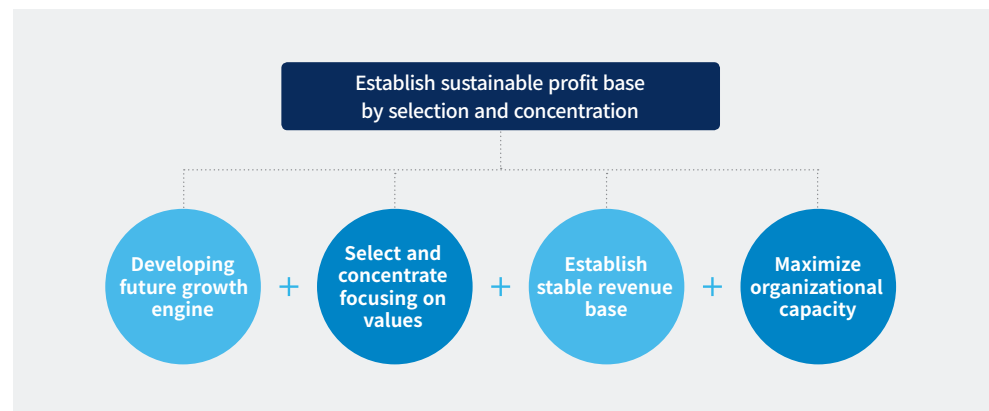 Establish sustainable profit base
by selection and concentration
Developing
future growth
engine
+
Select and
concentrate
focusing on
values
+
Establish
stable revenue
base
+
Maximize
organizational
capacity